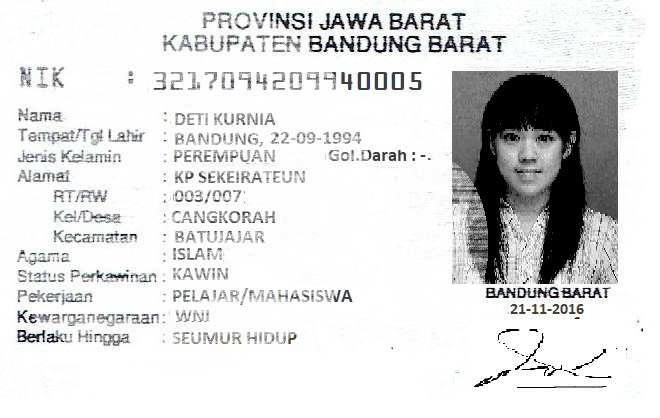 PROVINSI JAWA BARAT
KABUPATEN BANDUNG BARAT
NIK : 3217094209940005
Nama : DETI KURNIA
Tempat/Tgl Lahir : BANDUNG, 22-09-1994
Jenis Kelamin : PEREMPUAN Gol.Darah : -.
Alamat : KP SEKEIRATEUN
RT/RW : 003/007
Kel/Desa : CANGKORAH
Kecamatan : BATUJAJAR
Agama : ISLAM
Status Perkawinan : KAWIN
Pekerjaan : PELAJAR/MAHASISWA
Kewarganegaraan : WNI
Berlaku Hingga : SEUMUR HIDUP
BANDUNG BARAT
21-11-2016